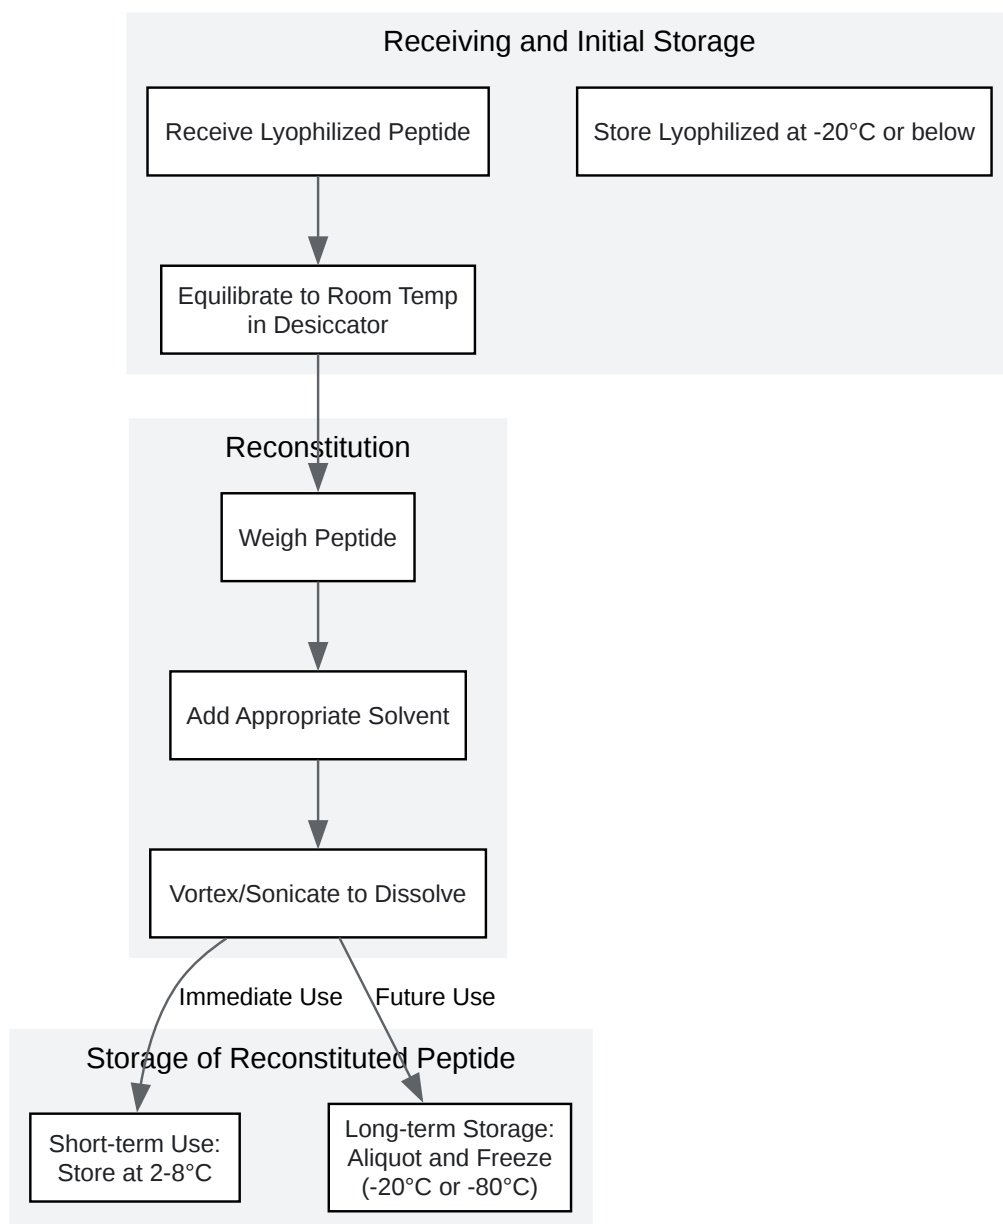 Receiving and Initial Storage
Receive Lyophilized Peptide
Store Lyophilized at -20°C or below
Equilibrate to Room Temp
in Desiccator
Reconstitution
Weigh Peptide
Add Appropriate Solvent
Vortex/Sonicate to Dissolve
Immediate Use
Future Use
Storage of Reconstituted Peptide
Short-term Use:
Store at 2-8°C
Long-term Storage:
Aliquot and Freeze
(-20°C or -80°C)